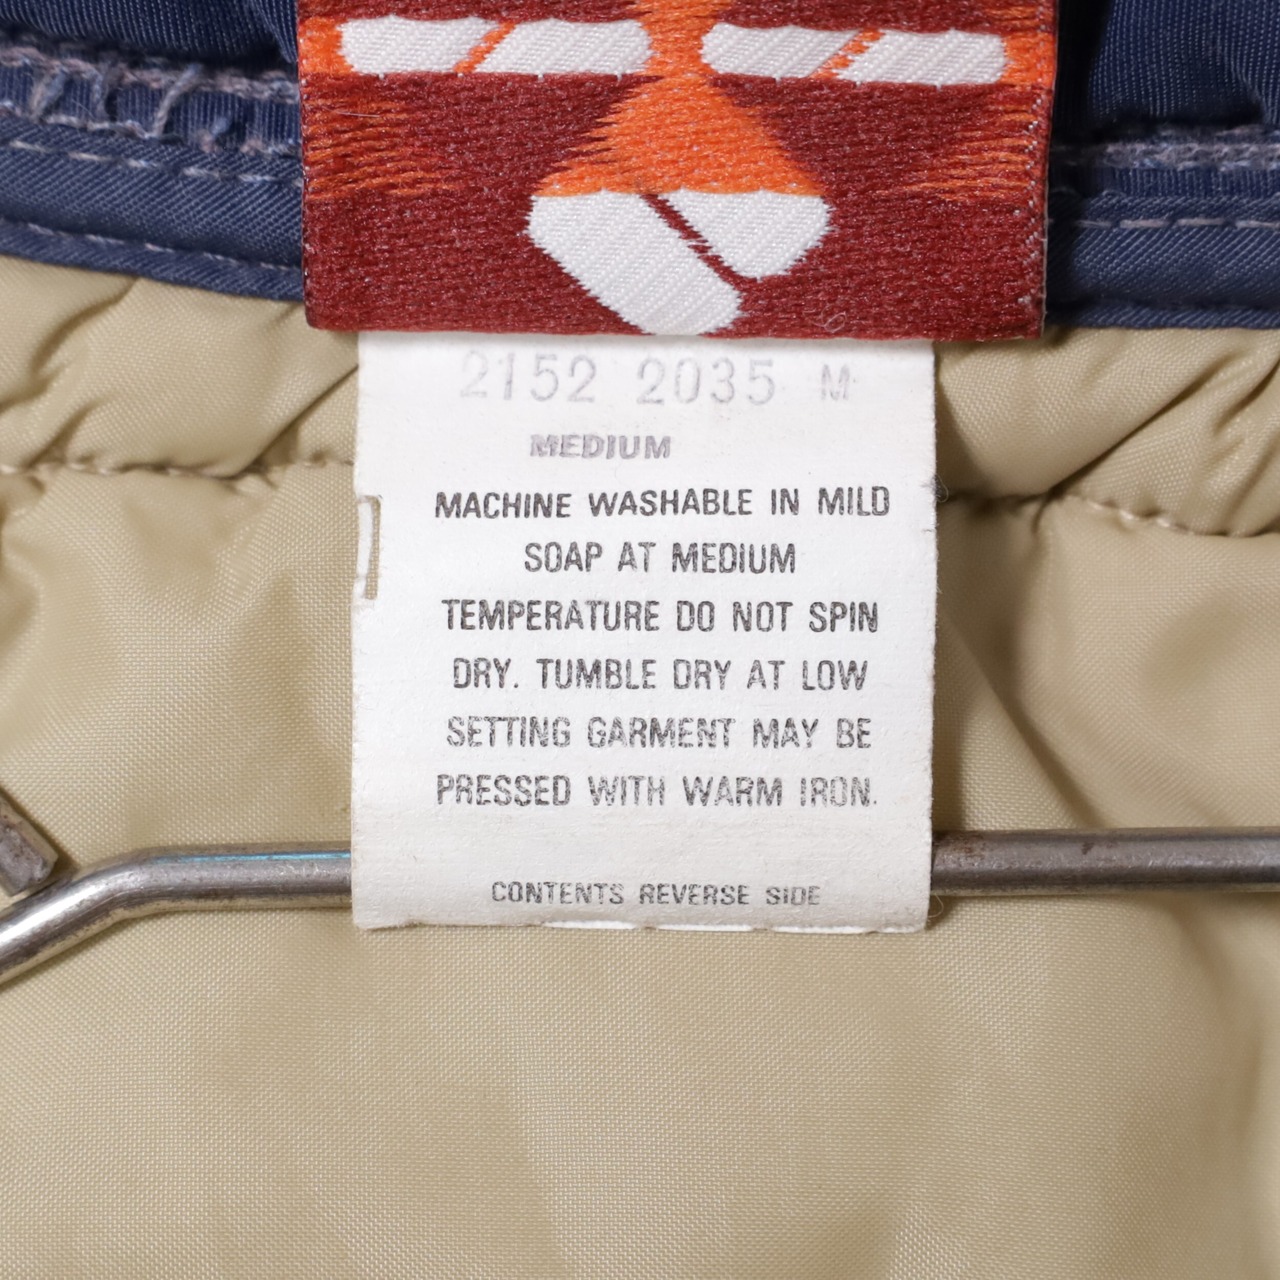 2152 2035 M
MEDIUM
MACHINE WASHABLE IN MILD
SOAP AT MEDIUM
TEMPERATURE DO NOT SPIN
DRY. TUMBLE DRY AT LOW
SETTING GARMENT MAY BE
PRESSED WITH WARM IRON.
CONTENTS REVERSE SIDE